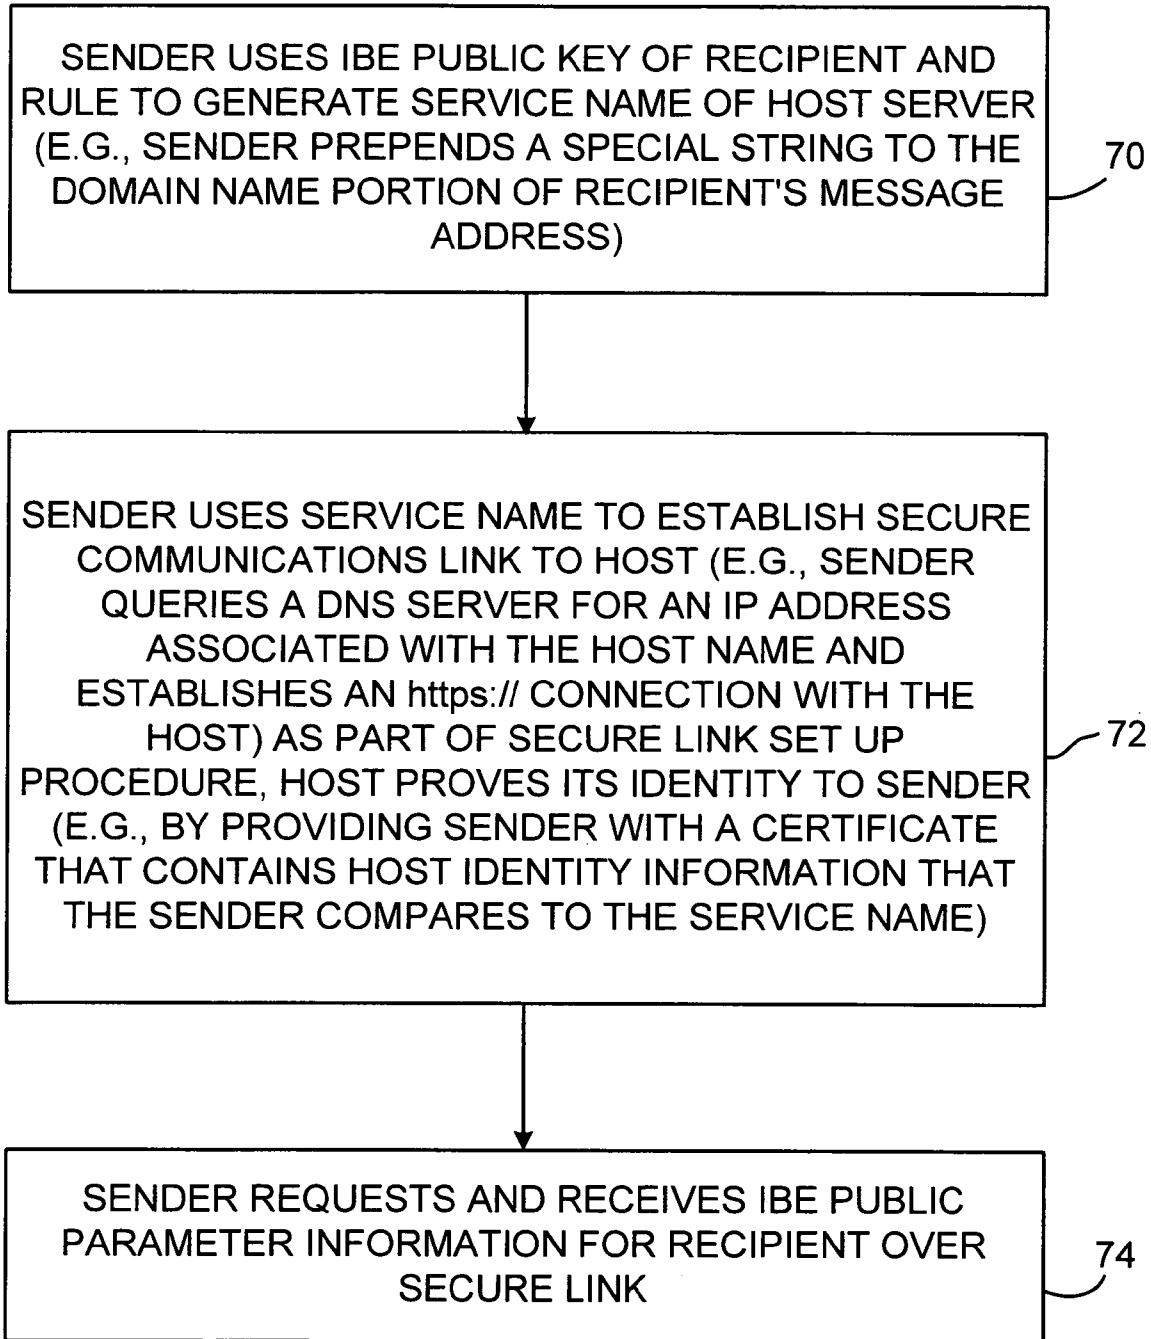 SENDER USES IBE PUBLIC KEY OF RECIPIENT AND
RULE TO GENERATE SERVICE NAME OF HOST SERVER
(E.G., SENDER PREPENDS A SPECIAL STRING TO THE
DOMAIN NAME PORTION OF RECIPIENT'S MESSAGE
ADDRESS)
70
SENDER USES SERVICE NAME TO ESTABLISH SECURE
COMMUNICATIONS LINK TO HOST (E.G., SENDER
QUERIES A DNS SERVER FOR AN IP ADDRESS
ASSOCIATED WITH THE HOST NAME AND
ESTABLISHES AN https:// CONNECTION WITH THE
HOST) AS PART OF SECURE LINK SET UP
PROCEDURE, HOST PROVES ITS IDENTITY TO SENDER
(E.G., BY PROVIDING SENDER WITH A CERTIFICATE
THAT CONTAINS HOST IDENTITY INFORMATION THAT
THE SENDER COMPARES TO THE SERVICE NAME)
72
SENDER REQUESTS AND RECEIVES IBE PUBLIC
PARAMETER INFORMATION FOR RECIPIENT OVER
SECURE LINK
74